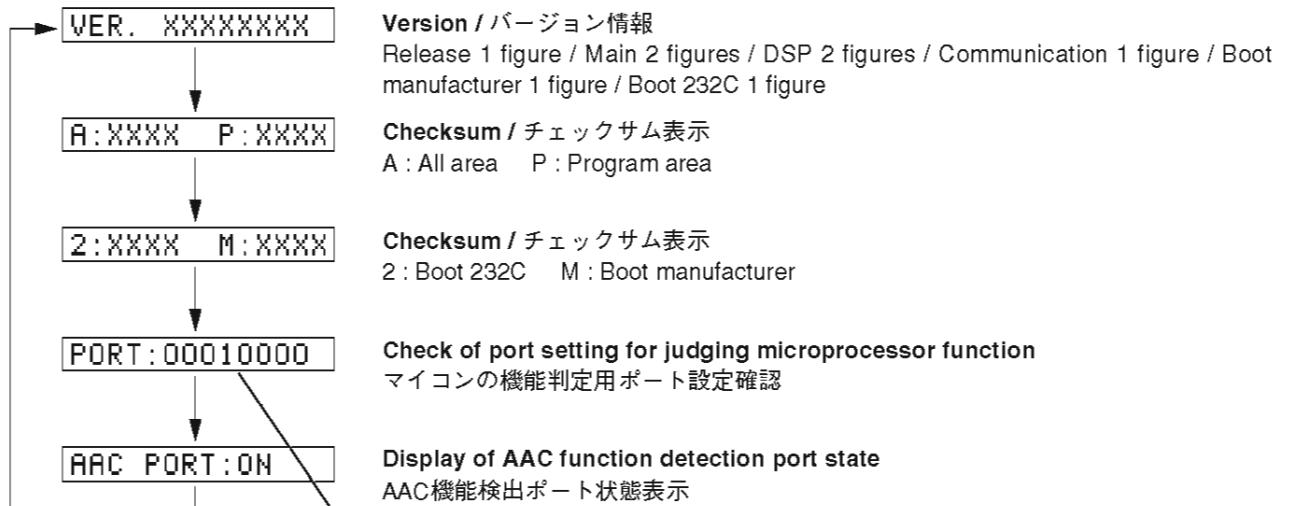 VER. XXXXXXXX
Version / バージョン情報
Release 1 figure / Main 2 figures / DSP 2 figures / Communication 1 figure / Boot
manufacturer 1 figure / Boot 232C 1 figure
A:XXXX P:XXXX
Checksum / チェックサム表示
A : All area P : Program area
2:XXXX M:XXXX
Checksum / チェックサム表示
2 : Boot 232C M : Boot manufacturer
PORT:00010000
Check of port setting for judging microprocessor function
マイコンの機能判定用ポート設定確認
AAC PORT:ON
Display of AAC function detection port state
AAC機能検出ポート状態表示